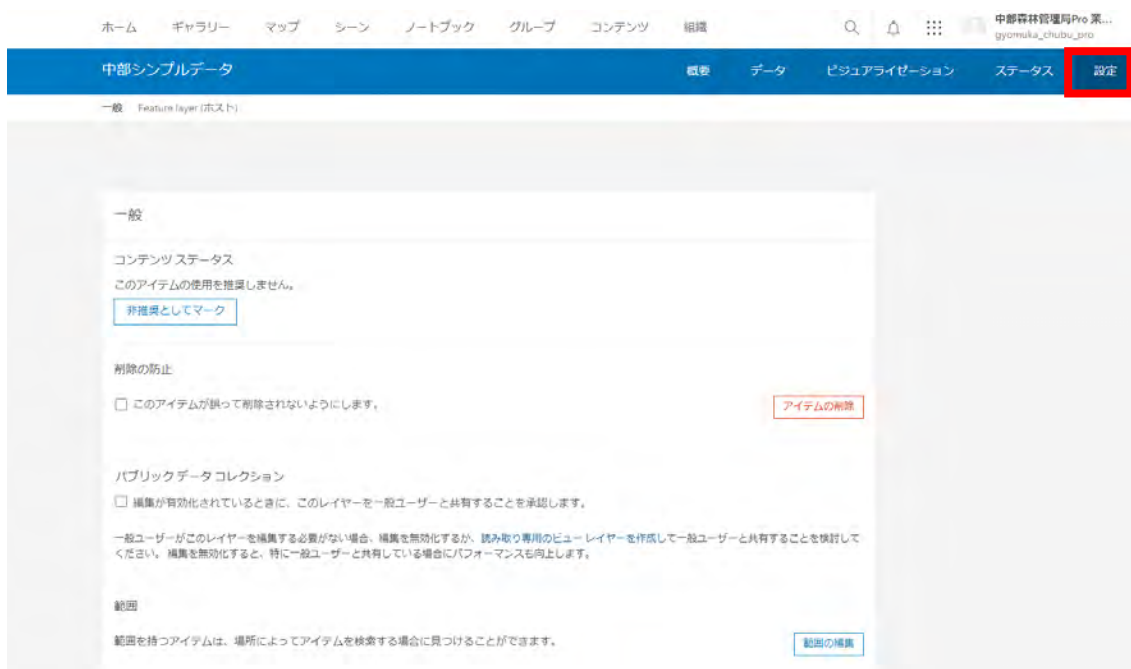 ホーム ギャラリー マップ シーン ノートブック グループ コンテンツ 組織
中部森林管理局Pro 業...
gyomuka_chubu_pro
中部シンプルデータ 概要 データ ビジュアライゼーション ステータス 設定
一般 Feature layer (ホスト)
一般
コンテンツ ステータス
このアイテムの使用を推奨しません。
非推奨としてマーク
削除の防止
このアイテムが誤って削除されないようにします。 アイテムの削除
パブリック データ コレクション
編集が有効化されているときに、このレイヤーを一般ユーザーと共有することを承認します。
一般ユーザーがこのレイヤーを編集する必要がない場合、編集を無効化するか、読み取り専用のビュー レイヤーを作成して一般ユーザーと共有することを検討して
ください。 編集を無効化すると、特に一般ユーザーと共有している場合にパフォーマンスも向上します。
範囲
範囲を持つアイテムは、場所によってアイテムを検索する場合に見つけることができます。 範囲の編集